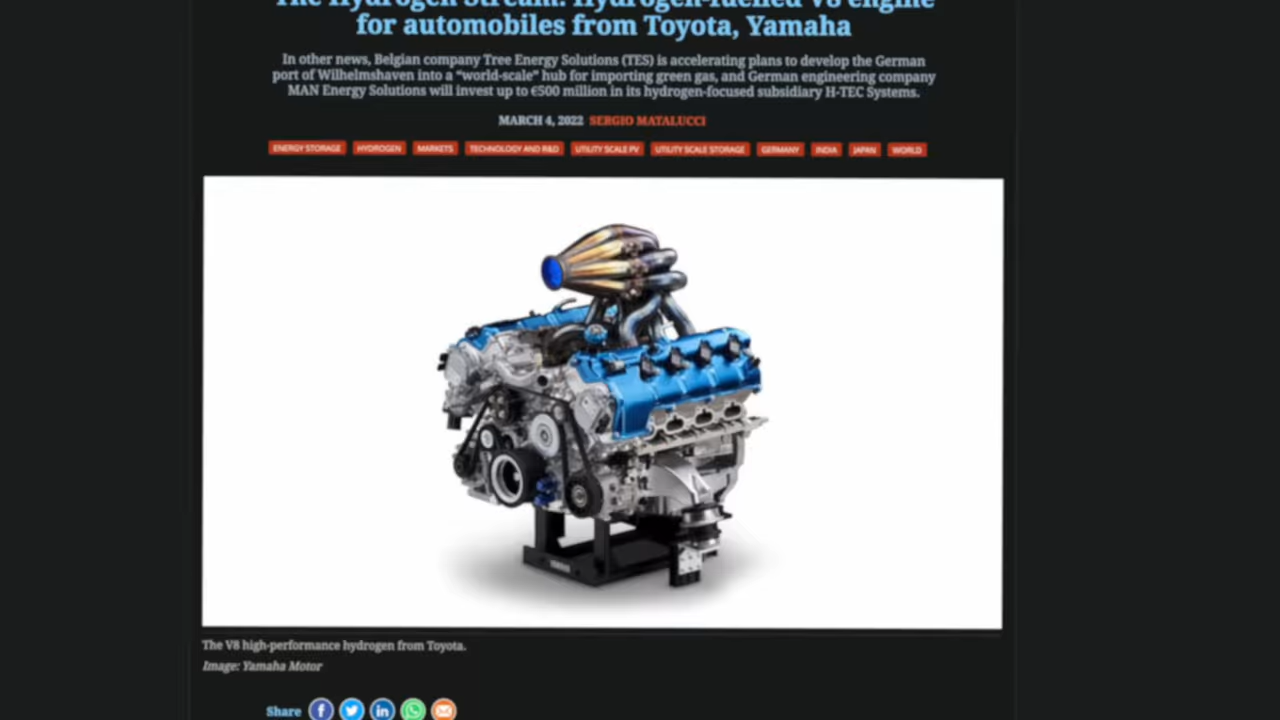 The Hydrogen Stream: Hydrogen-fuelled V8 engine
for automobiles from Toyota, Yamaha
In other news, Belgian company Tree Energy Solutions (TES) is accelerating plans to develop the German
port of Wilhelmshaven into a “world-scale” hub for importing green gas, and German engineering company
MAN Energy Solutions will invest up to €500 million in its hydrogen-focused subsidiary H-TEC Systems.
MARCH 4, 2022 SERGIO MATALUCCI
ENERGY STORAGE HYDROGEN MARKETS TECHNOLOGY AND R&D UTILITY SCALE PV UTILITY SCALE STORAGE GERMANY INDIA JAPAN WORLD
The V8 high-performance hydrogen from Toyota.
Image: Yamaha Motor
Share